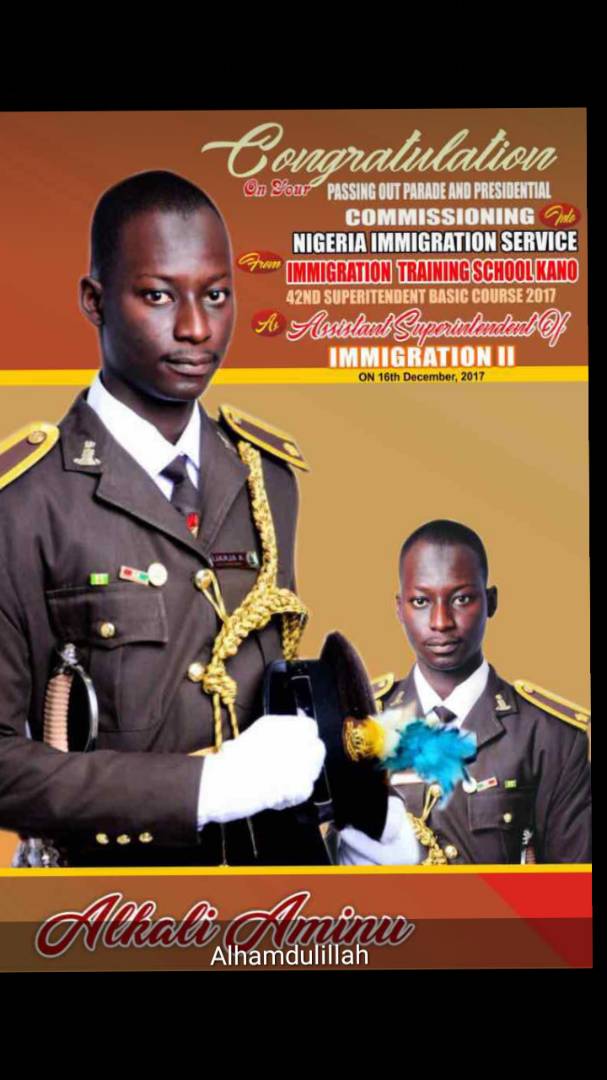 Congratulation
On Your PASSING OUT PARADE AND PRESIDENTIAL
COMMISSIONING Into
NIGERIA IMMIGRATION SERVICE
From IMMIGRATION TRAINING SCHOOL KANO
42ND SUPERITENDENT BASIC COURSE 2017
As Assistant Superintendent Of
IMMIGRATION II
ON 16th December, 2017
Alkali Aminu
Alhamdulillah